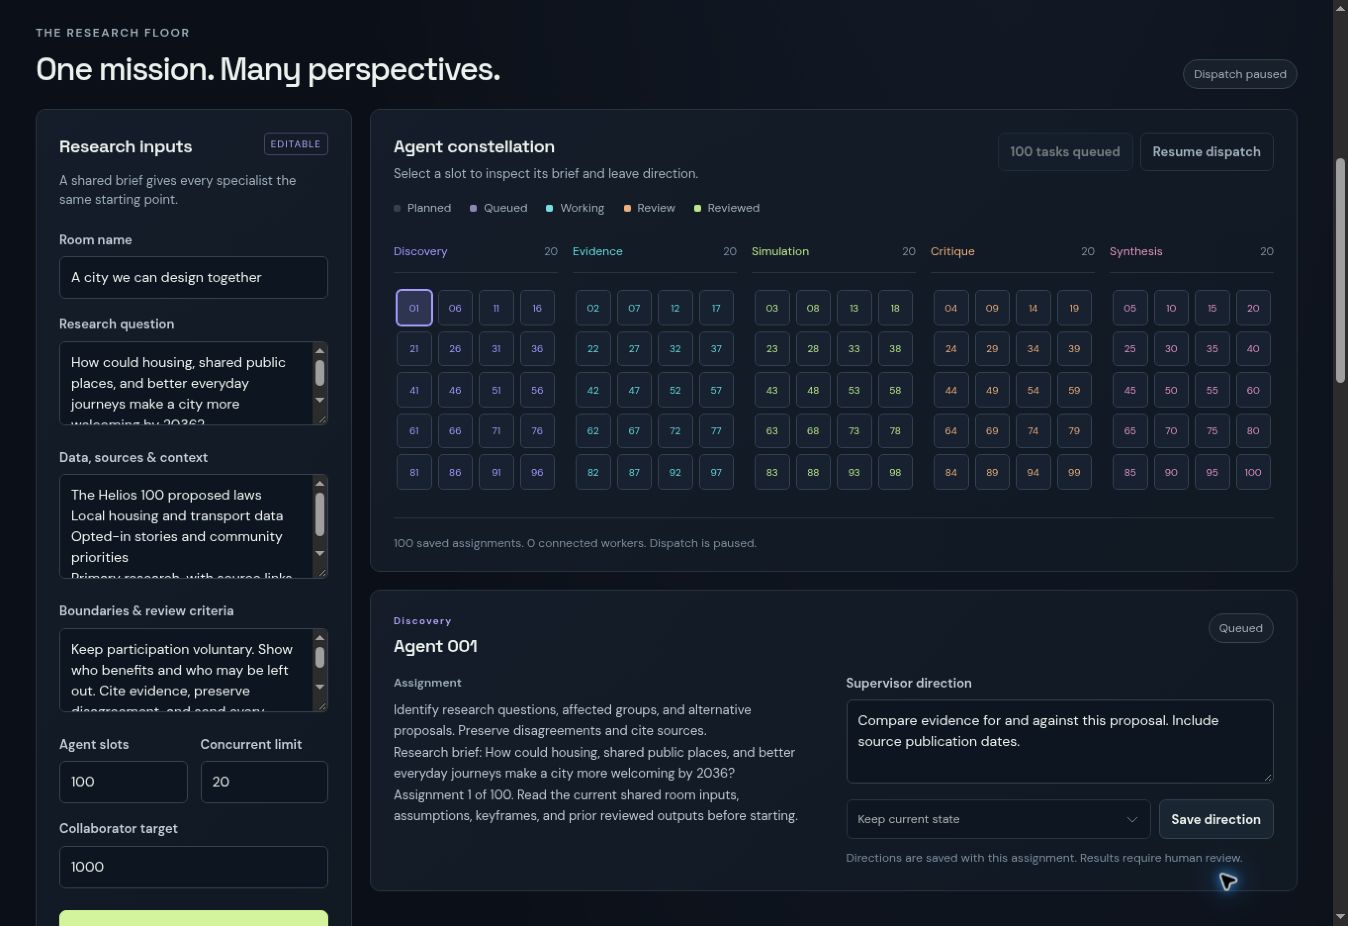 THE RESEARCH FLOOR
One mission. Many perspectives.
Dispatch paused
Research inputs
EDITABLE
A shared brief gives every specialist the
same starting point.
Room name
A city we can design together
Research question
How could housing, shared public
places, and better everyday
journeys make a city more
welcoming by 2036?
Data, sources & context
The Helios 100 proposed laws
Local housing and transport data
Opted-in stories and community
priorities
Primary research, with source links
Boundaries & review criteria
Keep participation voluntary. Show
who benefits and who may be left
out. Cite evidence, preserve
disagreement, and send every
Agent slots
Concurrent limit
100
20
Collaborator target
1000
Agent constellation
100 tasks queued
Resume dispatch
Select a slot to inspect its brief and leave direction.
Planned Queued Working Review Reviewed
Discovery 20 Evidence 20 Simulation 20 Critique 20 Synthesis 20
01 06 11 16 02 07 12 17 03 08 13 18 04 09 14 19 05 10 15 20
21 26 31 36 22 27 32 37 23 28 33 38 24 29 34 39 25 30 35 40
41 46 51 56 42 47 52 57 43 48 53 58 44 49 54 59 45 50 55 60
61 66 71 76 62 67 72 77 63 68 73 78 64 69 74 79 65 70 75 80
81 86 91 96 82 87 92 97 83 88 93 98 84 89 94 99 85 90 95 100
100 saved assignments. 0 connected workers. Dispatch is paused.
Discovery
Agent 001
Queued
Assignment
Identify research questions, affected groups, and alternative
proposals. Preserve disagreements and cite sources.
Research brief: How could housing, shared public places, and better
everyday journeys make a city more welcoming by 2036?
Assignment 1 of 100. Read the current shared room inputs,
assumptions, keyframes, and prior reviewed outputs before starting.
Supervisor direction
Compare evidence for and against this proposal. Include
source publication dates.
Keep current state
Save direction
Directions are saved with this assignment. Results require human review.